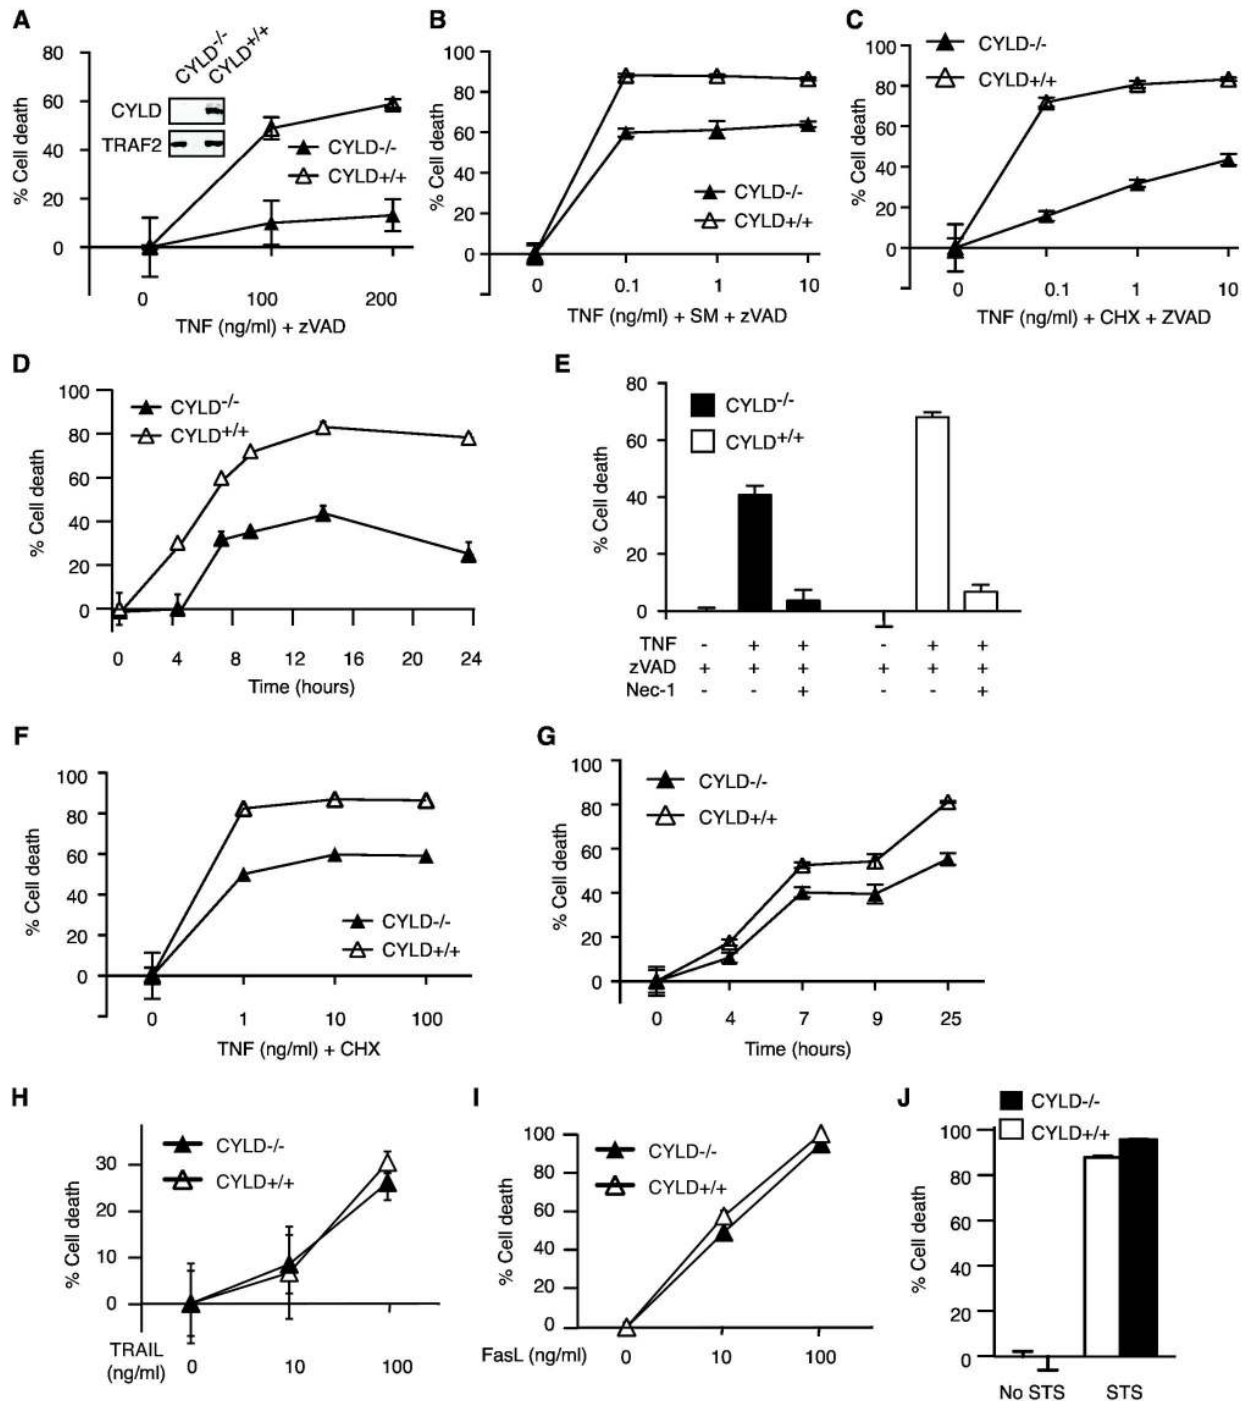 A
CYLD-/-
CYLD+/+
80
60
40
20
0
% Cell death
CYLD
TRAF2
CYLD-/-
CYLD+/+
0 100 200
TNF (ng/ml) + zVAD
B
100
80
60
40
20
0
% Cell death
CYLD-/-
CYLD+/+
0 0.1 1 10
TNF (ng/ml) + SM + zVAD
C
CYLD-/-
CYLD+/+
100
80
60
40
20
0
% Cell death
0 0.1 1 10
TNF (ng/ml) + CHX + ZVAD
D
100
80
60
40
20
0
% Cell death
CYLD-/-
CYLD+/+
0 4 8 12 16 20 24
Time (hours)
E
80
60
40
20
0
% Cell death
CYLD-/-
CYLD+/+
TNF - + + - + +
zVAD + + + + + +
Nec-1 - - + - - +
F
100
80
60
40
20
0
% Cell death
CYLD-/-
CYLD+/+
0 1 10 100
TNF (ng/ml) + CHX
G
100
80
60
40
20
0
% Cell death
CYLD-/-
CYLD+/+
0 4 7 9 25
Time (hours)
H
30
20
10
0
% Cell death
CYLD-/-
CYLD+/+
TRAIL
(ng/ml) 0 10 100
I
100
80
60
40
20
0
% Cell death
CYLD-/-
CYLD+/+
FasL (ng/ml) 0 10 100
J
CYLD-/-
CYLD+/+
100
80
60
40
20
0
% Cell death
No STS STS